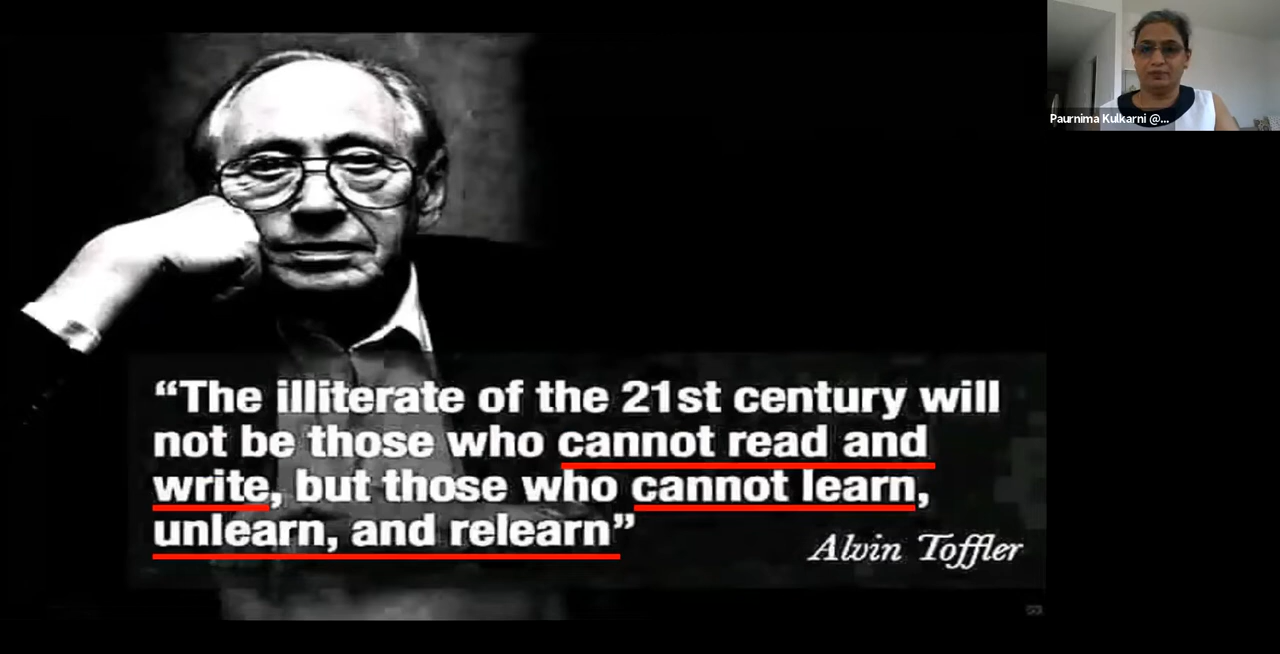 Paurnima Kulkarni @...
“The illiterate of the 21st century will
not be those who cannot read and
write, but those who cannot learn,
unlearn, and relearn”
Alvin Toffler